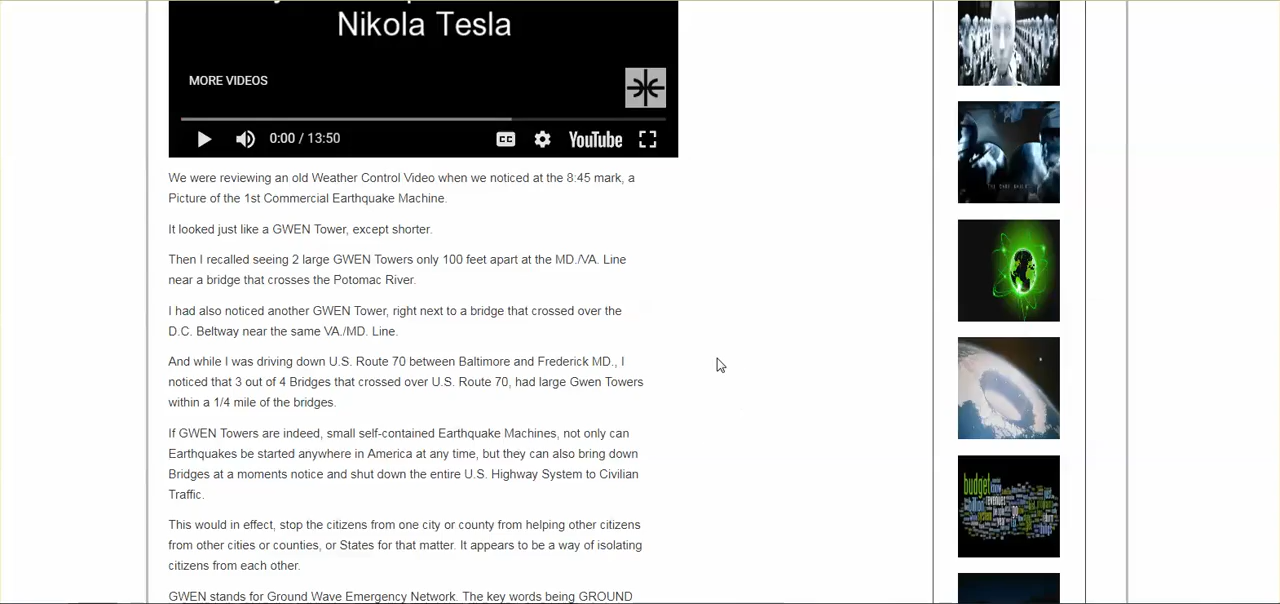 Nikola Tesla
MORE VIDEOS
0:00 / 13:50
CC
YouTube
We were reviewing an old Weather Control Video when we noticed at the 8:45 mark, a
Picture of the 1st Commercial Earthquake Machine.
It looked just like a GWEN Tower, except shorter.
Then I recalled seeing 2 large GWEN Towers only 100 feet apart at the MD./VA. Line
near a bridge that crosses the Potomac River.
I had also noticed another GWEN Tower, right next to a bridge that crossed over the
D.C. Beltway near the same VA./MD. Line.
And while I was driving down U.S. Route 70 between Baltimore and Frederick MD., I
noticed that 3 out of 4 Bridges that crossed over U.S. Route 70, had large Gwen Towers
within a 1/4 mile of the bridges.
If GWEN Towers are indeed, small self-contained Earthquake Machines, not only can
Earthquakes be started anywhere in America at any time, but they can also bring down
Bridges at a moments notice and shut down the entire U.S. Highway System to Civilian
Traffic.
This would in effect, stop the citizens from one city or county from helping other citizens
from other cities or counties, or States for that matter. It appears to be a way of isolating
citizens from each other.
GWEN stands for Ground Wave Emergency Network. The key words being GROUND
budget
revenues